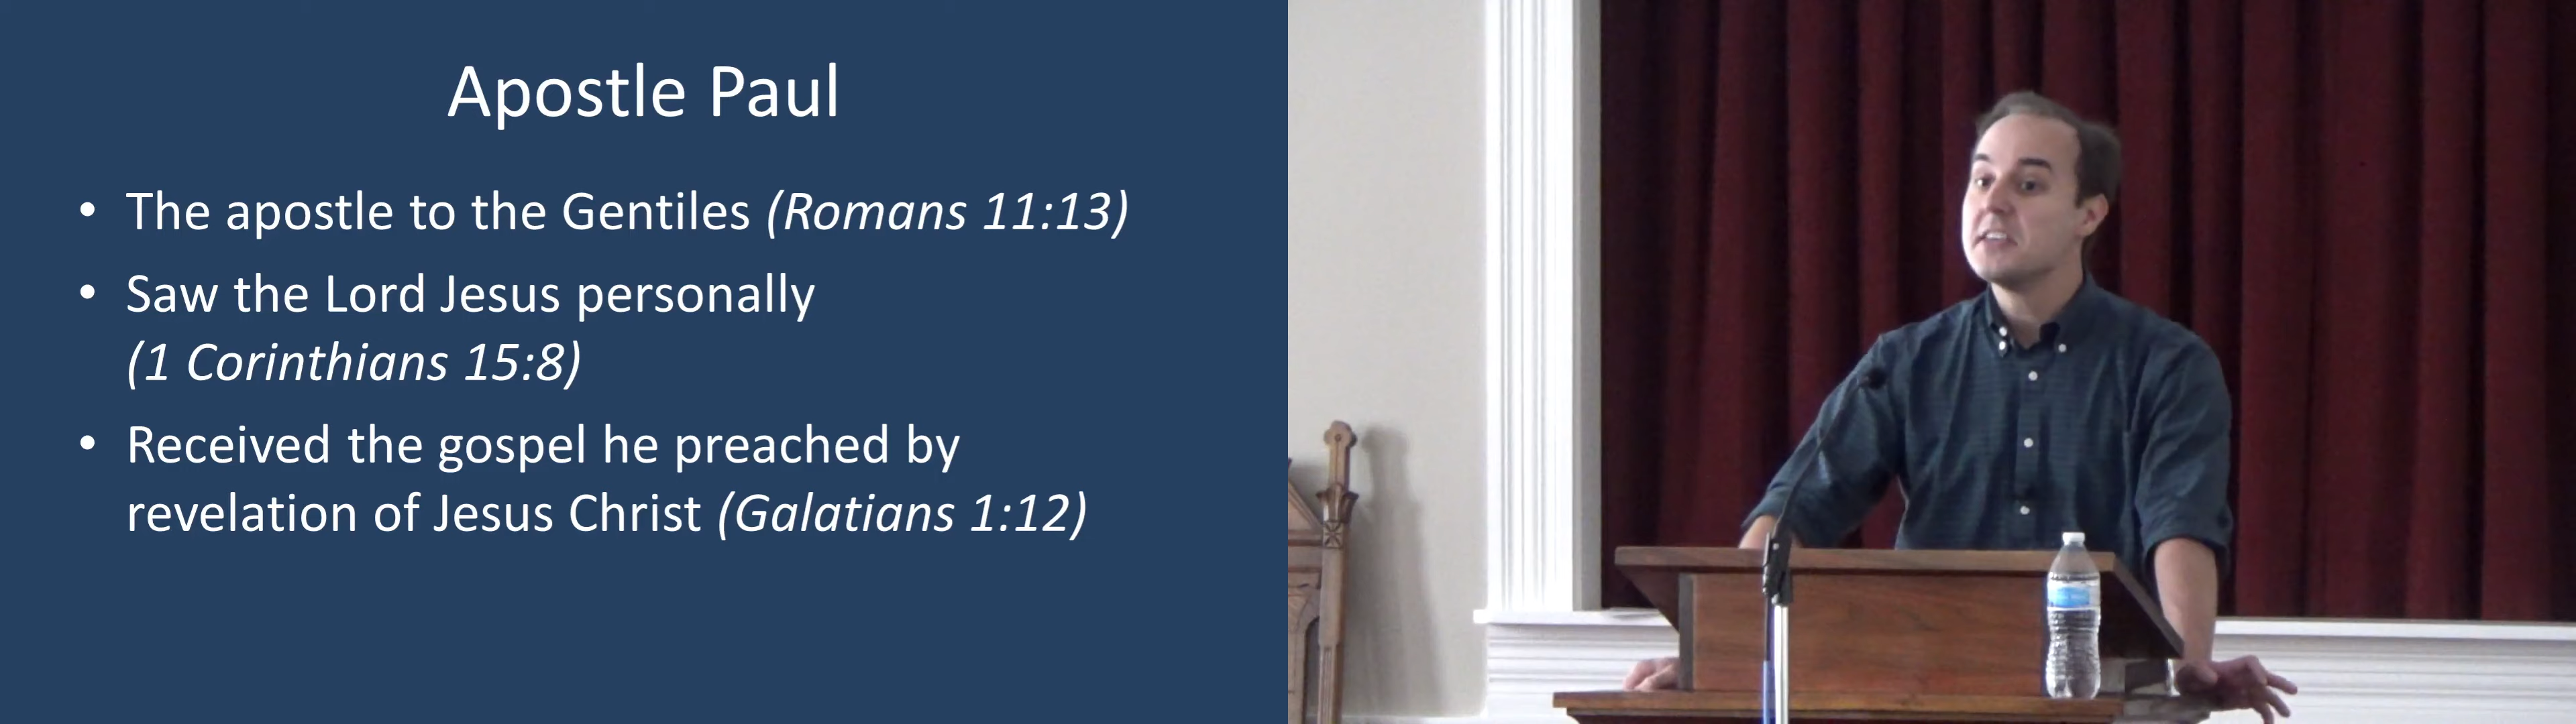 Apostle Paul
• The apostle to the Gentiles (Romans 11:13)
• Saw the Lord Jesus personally
(1 Corinthians 15:8)
• Received the gospel he preached by
revelation of Jesus Christ (Galatians 1:12)